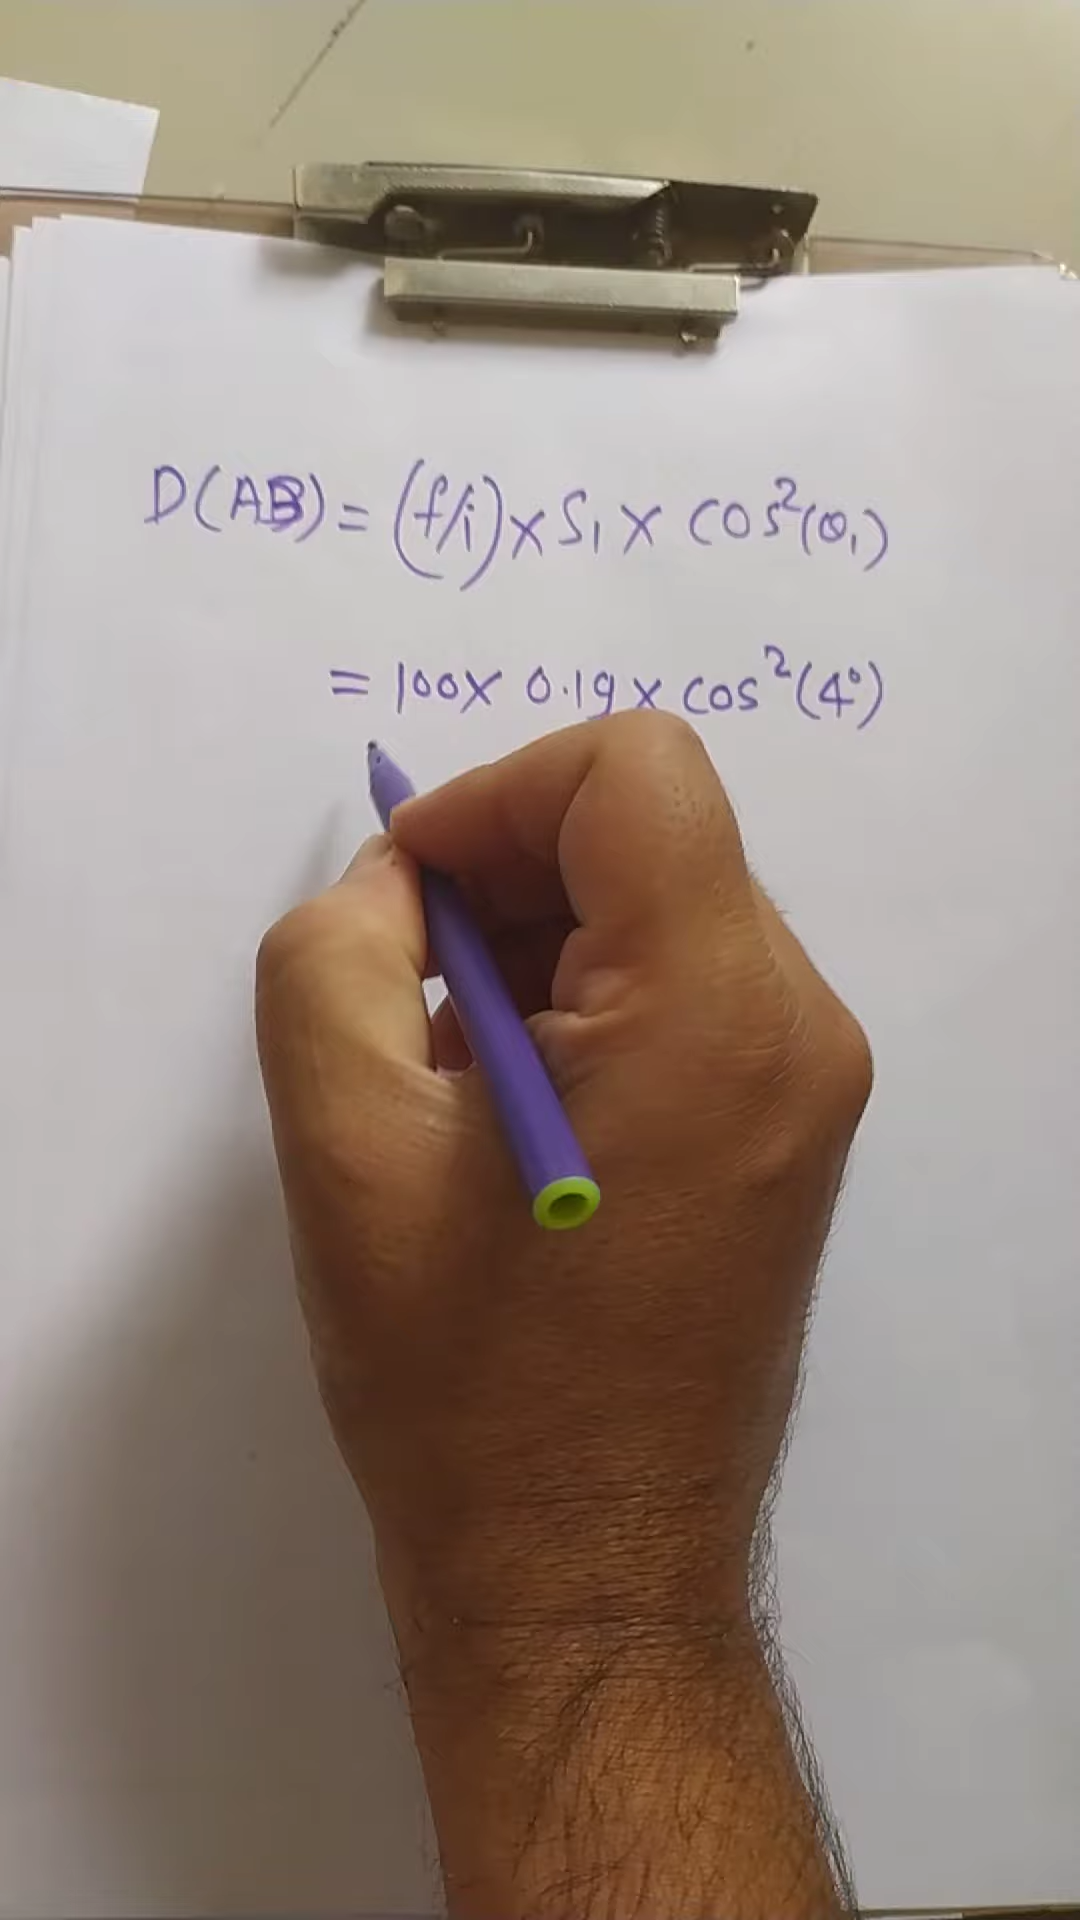 D(AB) = (f/i) × S₁ × cos²(θ₁)
= 100 × 0.19 × cos²(4°)